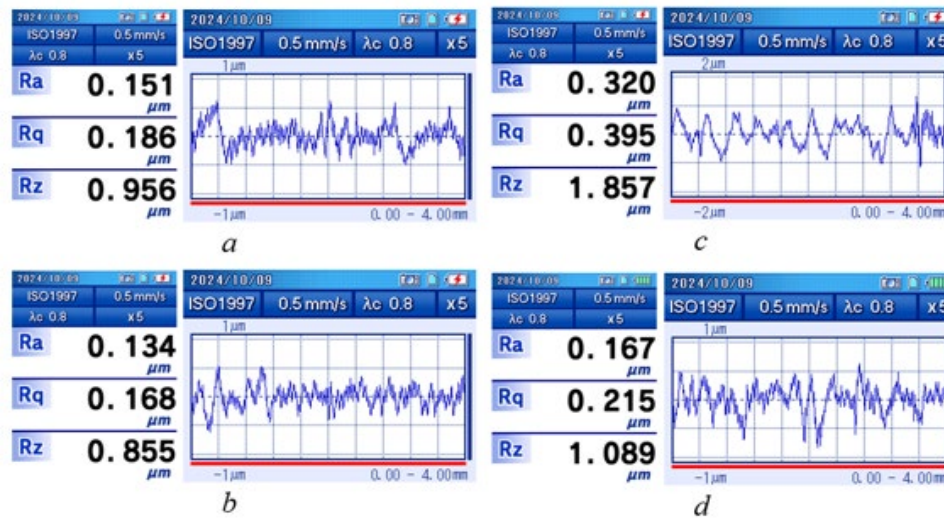 2024/10/09
ISO1997 0.5mm/s
λc 0.8 x5
Ra 0.151 μm
Rq 0.186 μm
Rz 0.956 μm
2024/10/09
ISO1997 0.5mm/s λc 0.8 x5
1μm
-1μm 0.00 - 4.00mm
a
2024/10/09
ISO1997 0.5mm/s
λc 0.8 x5
Ra 0.320 μm
Rq 0.395 μm
Rz 1.857 μm
2024/10/09
ISO1997 0.5mm/s λc 0.8 x5
2μm
-2μm 0.00 - 4.00m
c
2024/10/09
ISO1997 0.5mm/s
λc 0.8 x5
Ra 0.134 μm
Rq 0.168 μm
Rz 0.855 μm
2024/10/09
ISO1997 0.5mm/s λc 0.8 x5
1μm
-1μm 0.00 - 4.00mm
b
2024/10/09
ISO1997 0.5mm/s
λc 0.8 x5
Ra 0.167 μm
Rq 0.215 μm
Rz 1.089 μm
2024/10/09
ISO1997 0.5mm/s λc 0.8 x5
1μm
-1μm 0.00 - 4.00m
d